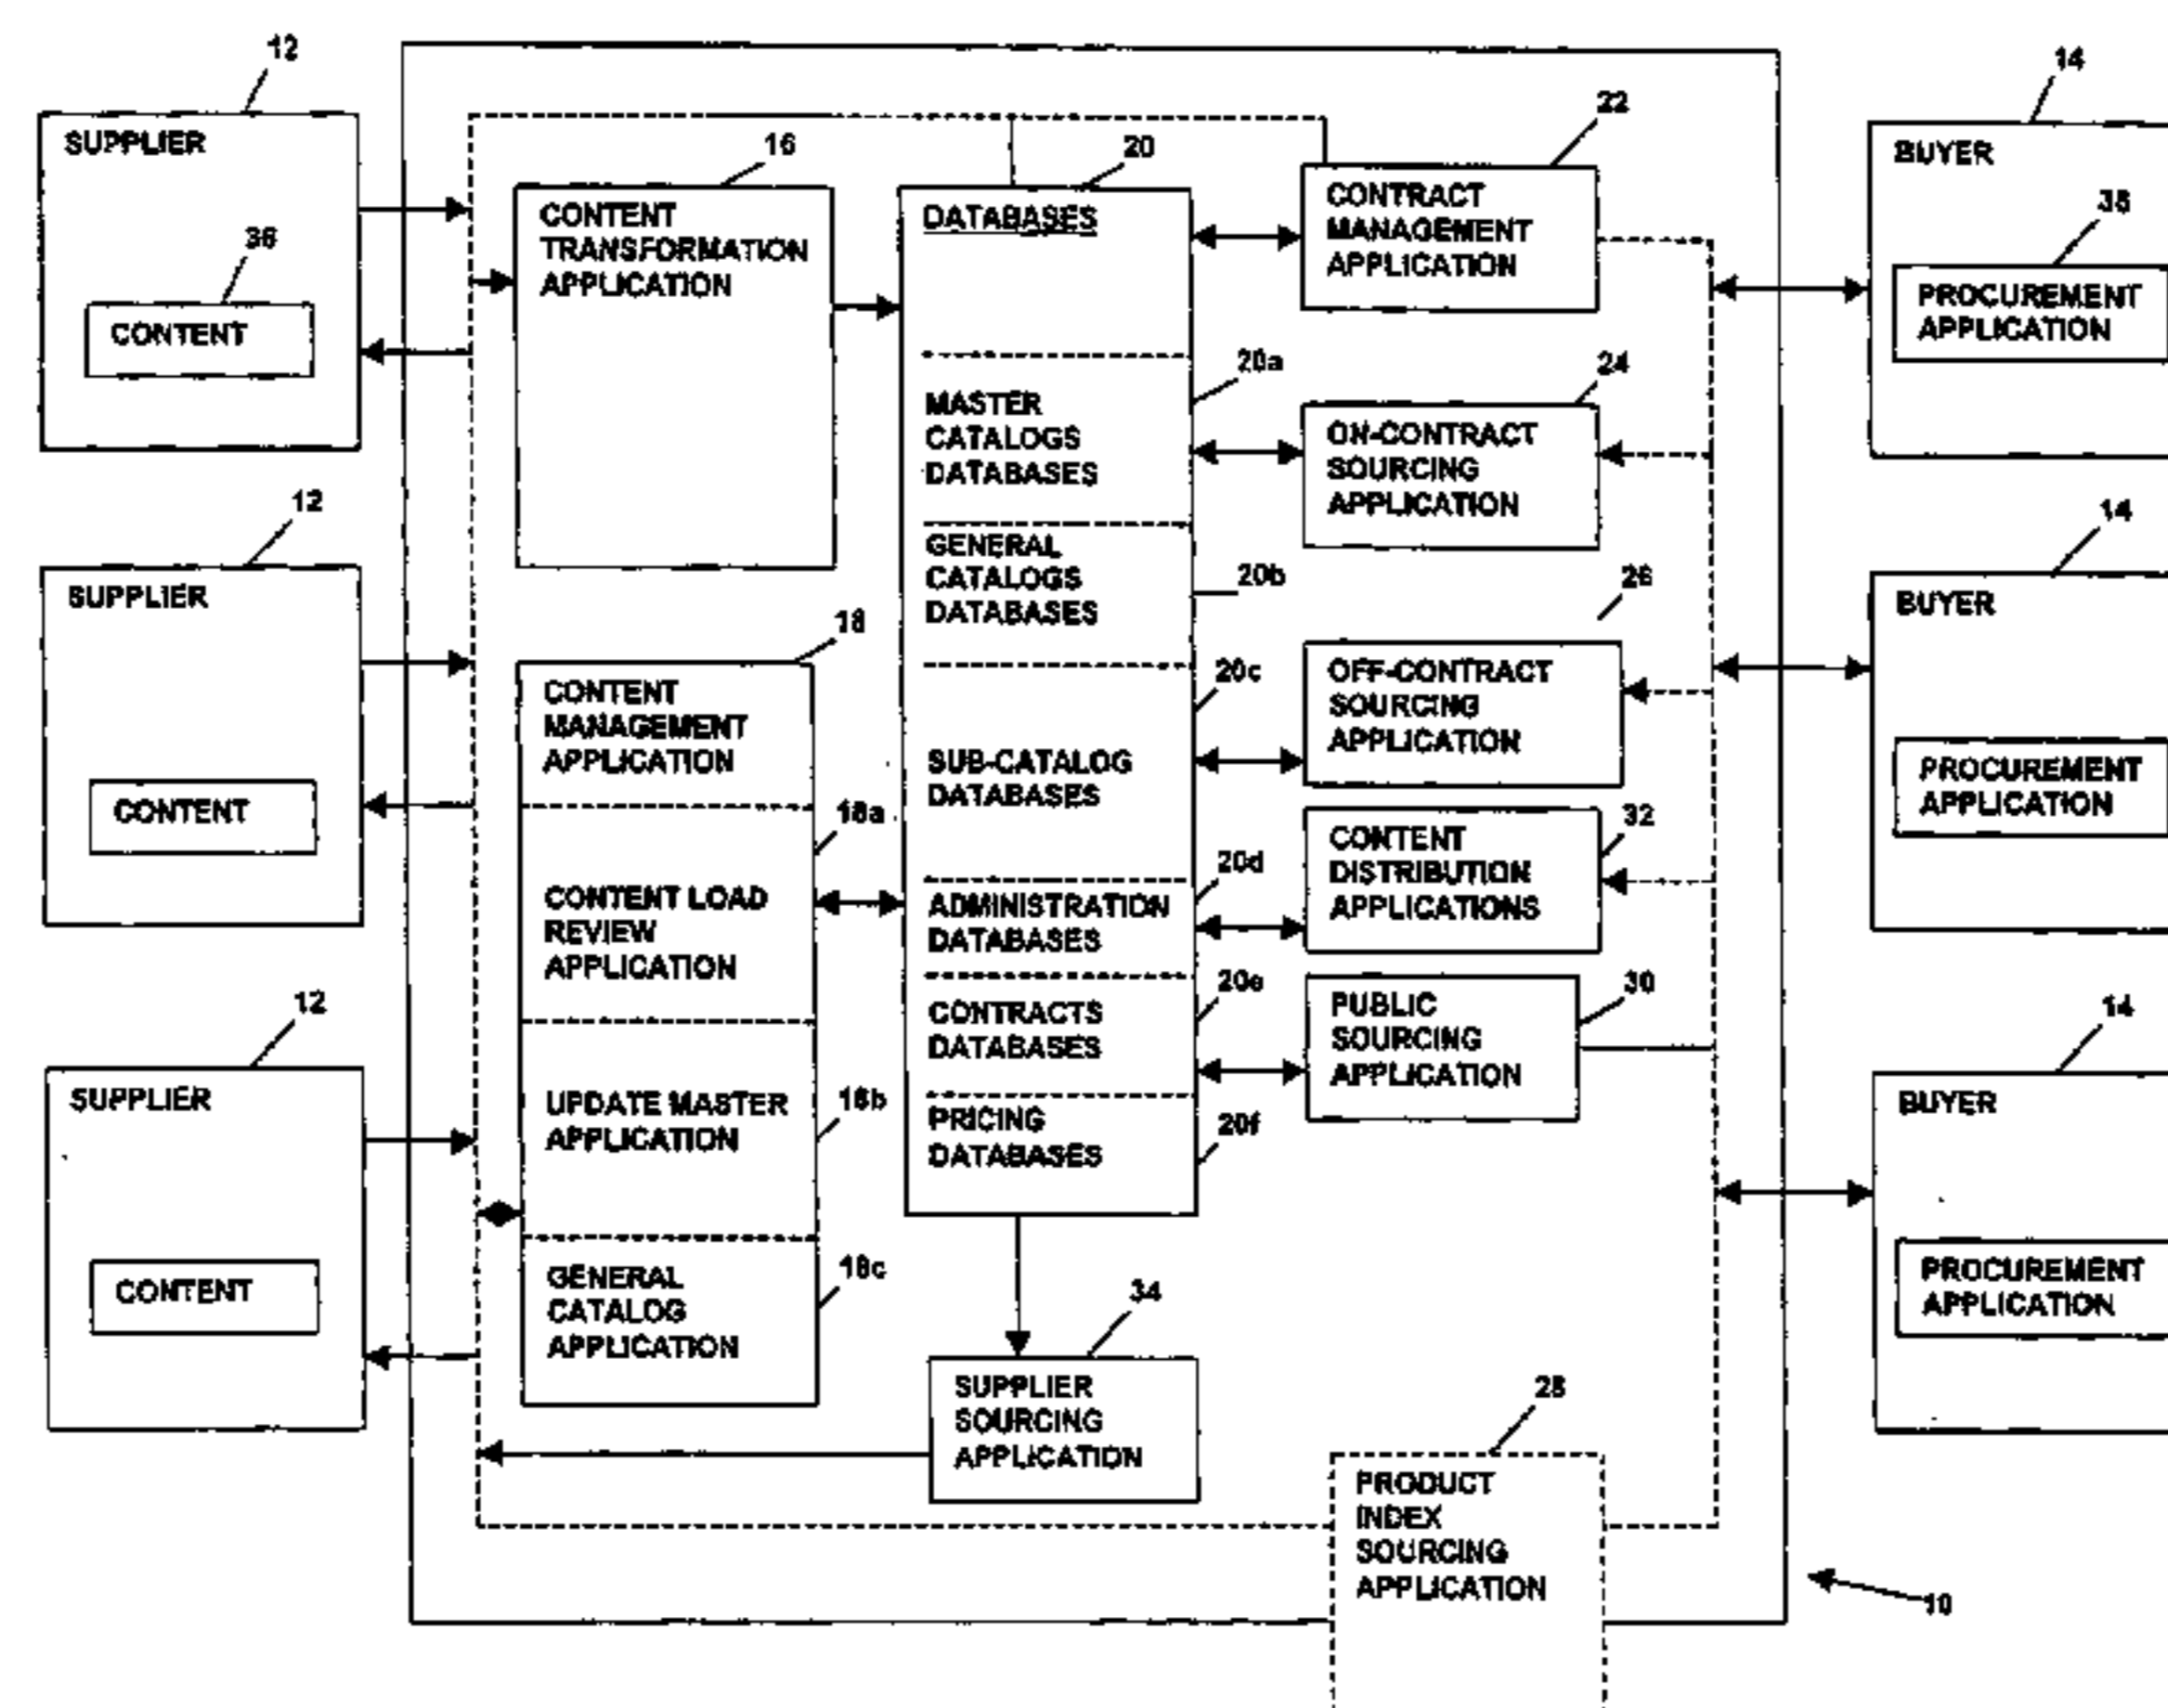 12
SUPPLIER
36
CONTENT
12
SUPPLIER
CONTENT
12
SUPPLIER
CONTENT
16
CONTENT
TRANSFORMATION
APPLICATION
18
CONTENT
MANAGEMENT
APPLICATION
18a
CONTENT LOAD
REVIEW
APPLICATION
18b
UPDATE MASTER
APPLICATION
18c
GENERAL
CATALOG
APPLICATION
20
DATABASES
20a
MASTER
CATALOGS
DATABASES
20b
GENERAL
CATALOGS
DATABASES
20c
SUB-CATALOG
DATABASES
20d
ADMINISTRATION
DATABASES
20e
CONTRACTS
DATABASES
20f
PRICING
DATABASES
34
SUPPLIER
SOURCING
APPLICATION
22
CONTRACT
MANAGEMENT
APPLICATION
24
ON-CONTRACT
SOURCING
APPLICATION
26
OFF-CONTRACT
SOURCING
APPLICATION
32
CONTENT
DISTRIBUTION
APPLICATIONS
30
PUBLIC
SOURCING
APPLICATION
28
PRODUCT
INDEX
SOURCING
APPLICATION
14
BUYER
38
PROCUREMENT
APPLICATION
14
BUYER
PROCUREMENT
APPLICATION
14
BUYER
PROCUREMENT
APPLICATION
10